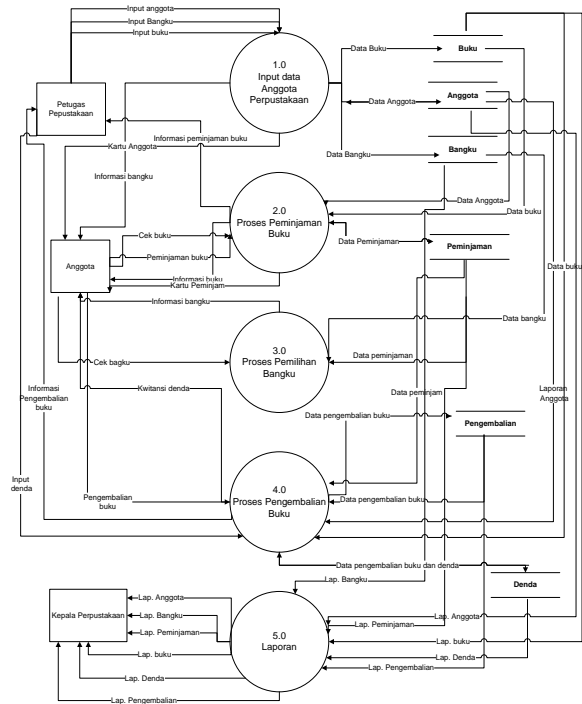 Input anggota
Input Bangku
Input buku
1.0
Input data
Anggota
Perpustakaan
Data Buku
Buku
Petugas
Pepustakaan
Data Anggota
Anggota
Informasi peminjaman buku
Kartu Anggota
Data Bangku
Bangku
Informasi bangku
2.0
Proses Peminjaman
Buku
Data Anggota
Data buku
Cek buku
Data Peminjaman
Peminjaman
Anggota
Peminjaman buku
Data buku
Informasi buku
Kartu Peminjam
Informasi bangku
Data bangku
3.0
Proses Pemilihan
Bangku
Cek bagku
Data peminjaman
Informasi
Pengembalian
buku
Kwitansi denda
Data peminjam
Laporan
Anggota
Data pengembalian buku
Pengembalian
Input
denda
4.0
Proses Pengembalian
Buku
Pengembalian
buku
Data pengembalian buku
Data pengembalian buku dan denda
Lap. Bangku
Denda
Kepala Perpustakaan
Lap. Anggota
Lap. Bangku
Lap. Peminjaman
Lap. buku
Lap. Denda
Lap. Pengembalian
5.0
Laporan
Lap. Anggota
Lap. Peminjaman
Lap. buku
Lap. Denda
Lap. Pengembalian